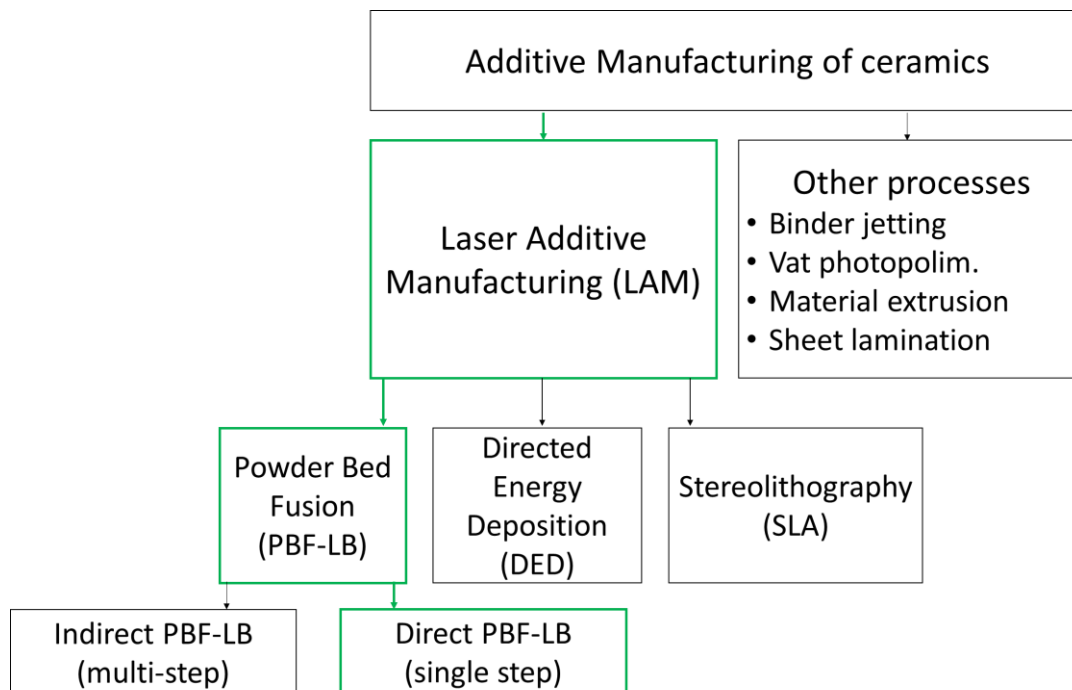 Additive Manufacturing of ceramics
Laser Additive
Manufacturing (LAM)
Other processes
• Binder jetting
• Vat photopolim.
• Material extrusion
• Sheet lamination
Powder Bed
Fusion
(PBF-LB)
Directed
Energy
Deposition
(DED)
Stereolithography
(SLA)
Indirect PBF-LB
(multi-step)
Direct PBF-LB
(single step)